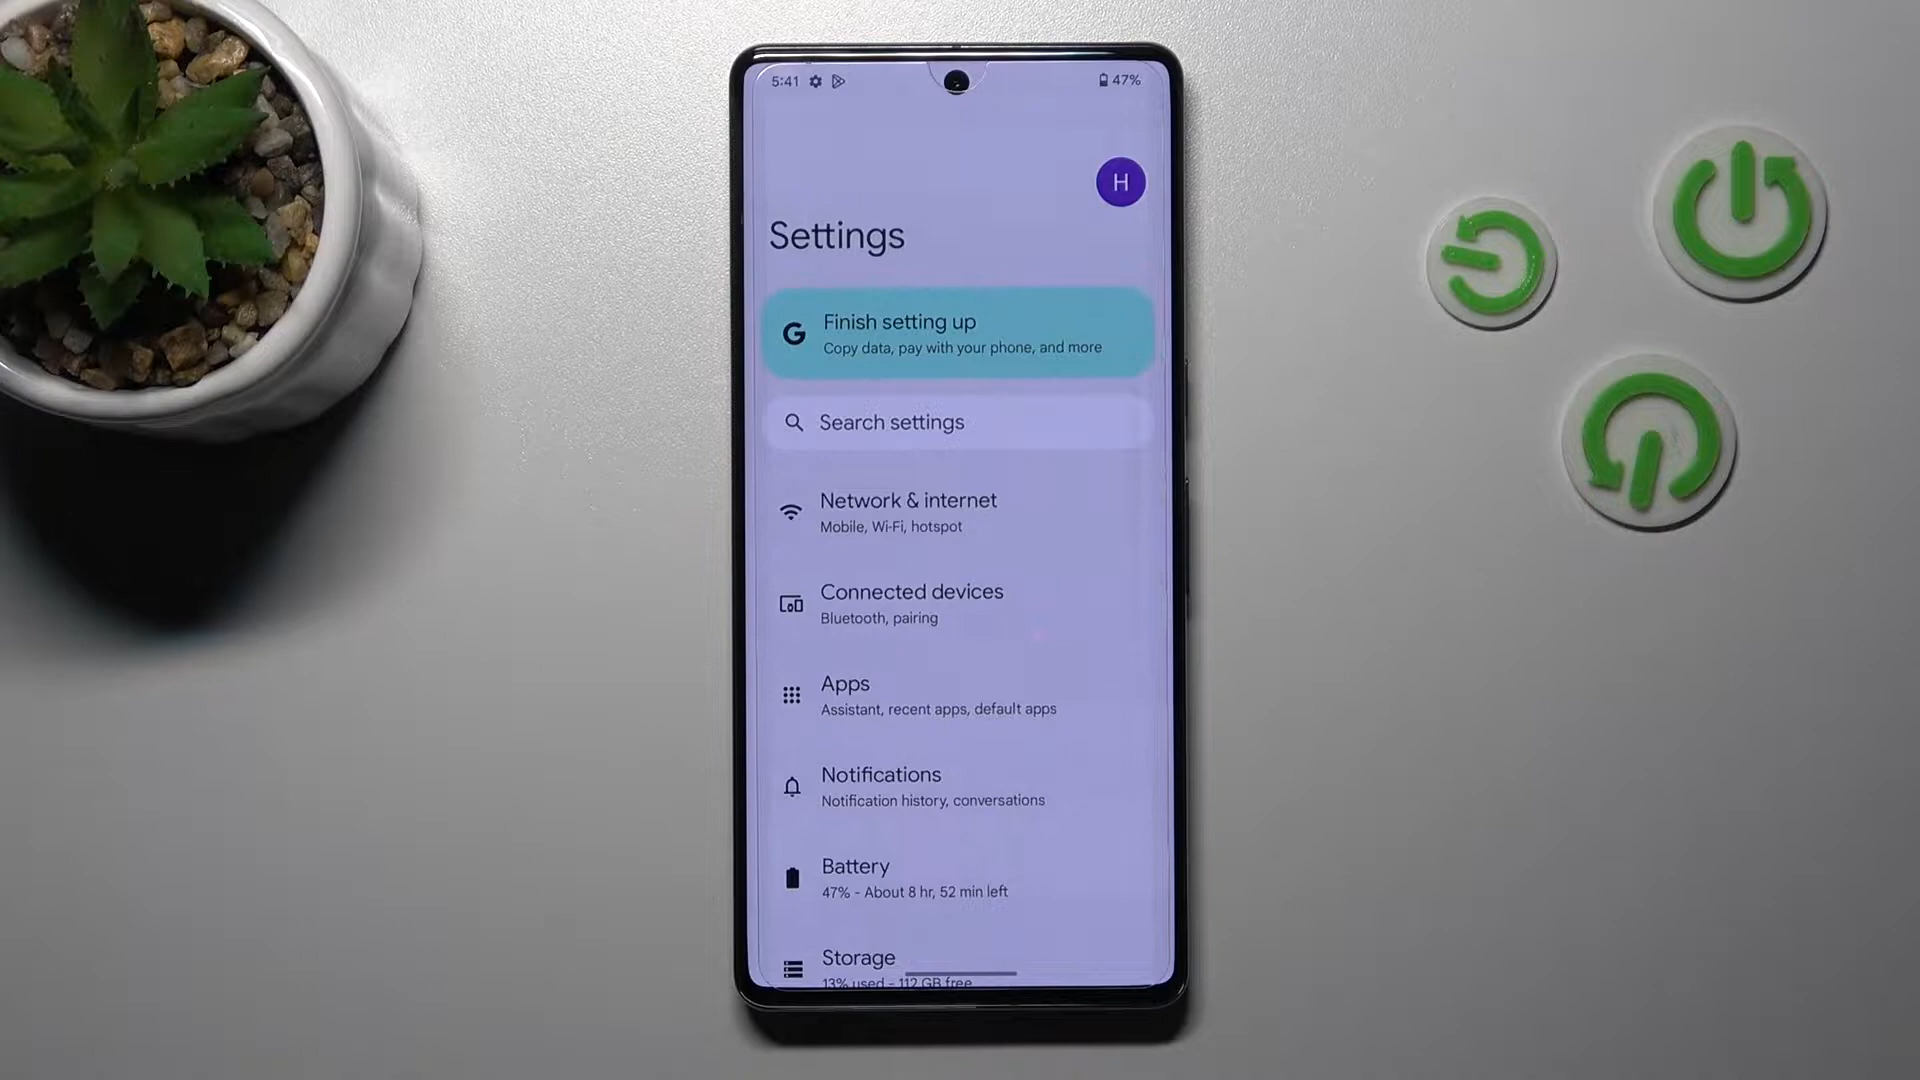 5:41
47%
H
Settings
G
Finish setting up
Copy data, pay with your phone, and more
Search settings
Network & internet
Mobile, Wi-Fi, hotspot
Connected devices
Bluetooth, pairing
Apps
Assistant, recent apps, default apps
Notifications
Notification history, conversations
Battery
47% - About 8 hr, 52 min left
Storage
13% used - 112 GB free